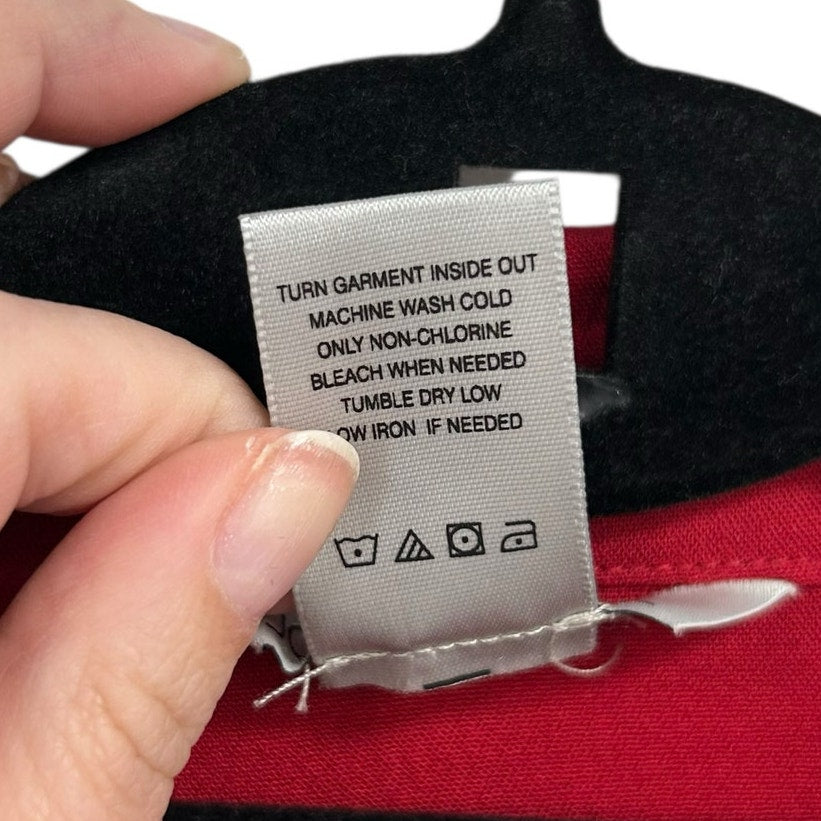 TURN GARMENT INSIDE OUT
MACHINE WASH COLD
ONLY NON-CHLORINE
BLEACH WHEN NEEDED
TUMBLE DRY LOW
OW IRON IF NEEDED